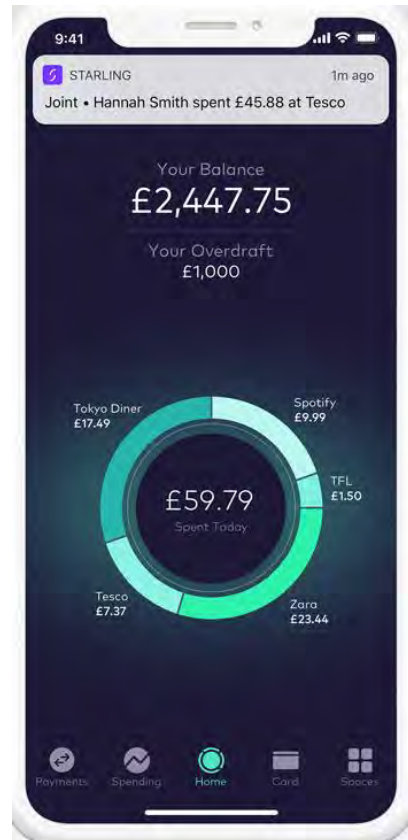 9:41
STARLING 1m ago
Joint • Hannah Smith spent £45.88 at Tesco
Your Balance
£2,447.75
Your Overdraft
£1,000
Tokyo Diner
£17.49
Spotify
£9.99
TFL
£1.50
£59.79
Spent Today
Tesco
£7.37
Zara
£23.44
Payments Spending Home Card Spaces